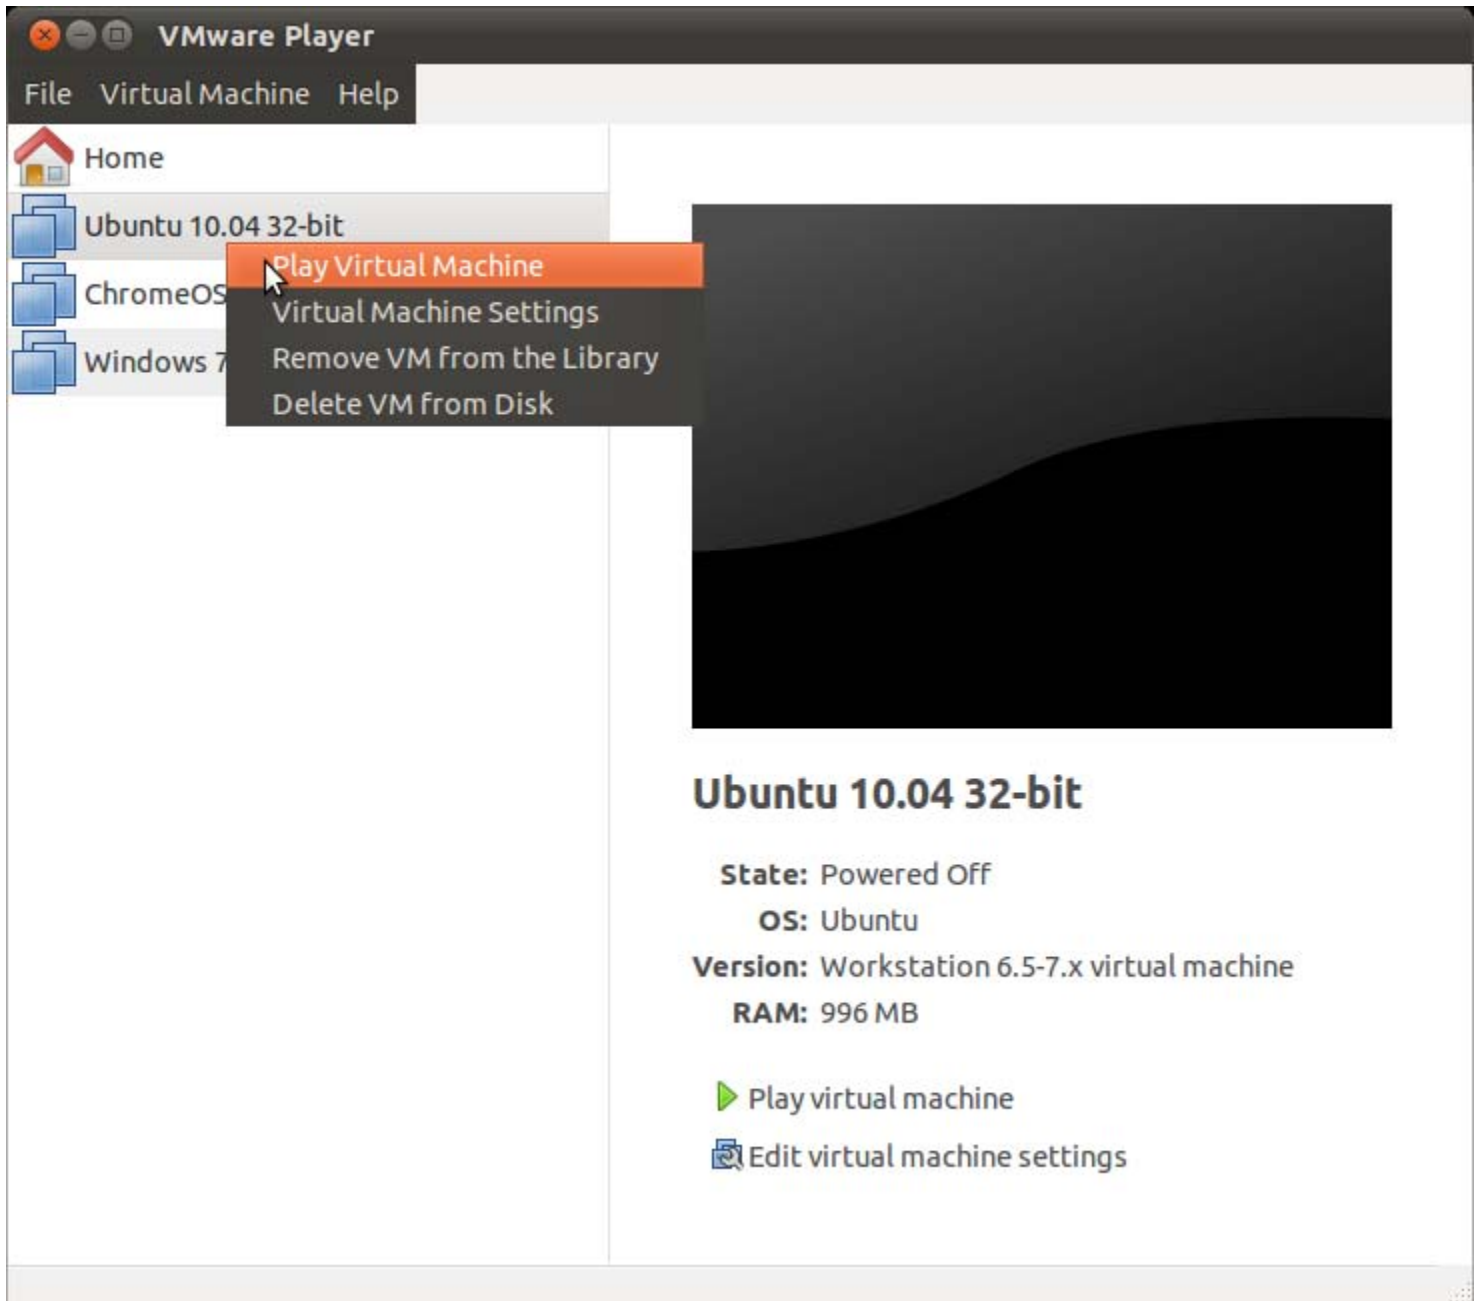 VMware Player
File Virtual Machine Help
Home
Ubuntu 10.04 32-bit
Play Virtual Machine
ChromeOS
Virtual Machine Settings
Windows 7
Remove VM from the Library
Delete VM from Disk
Ubuntu 10.04 32-bit
State: Powered Off
OS: Ubuntu
Version: Workstation 6.5-7.x virtual machine
RAM: 996 MB
Play virtual machine
Edit virtual machine settings